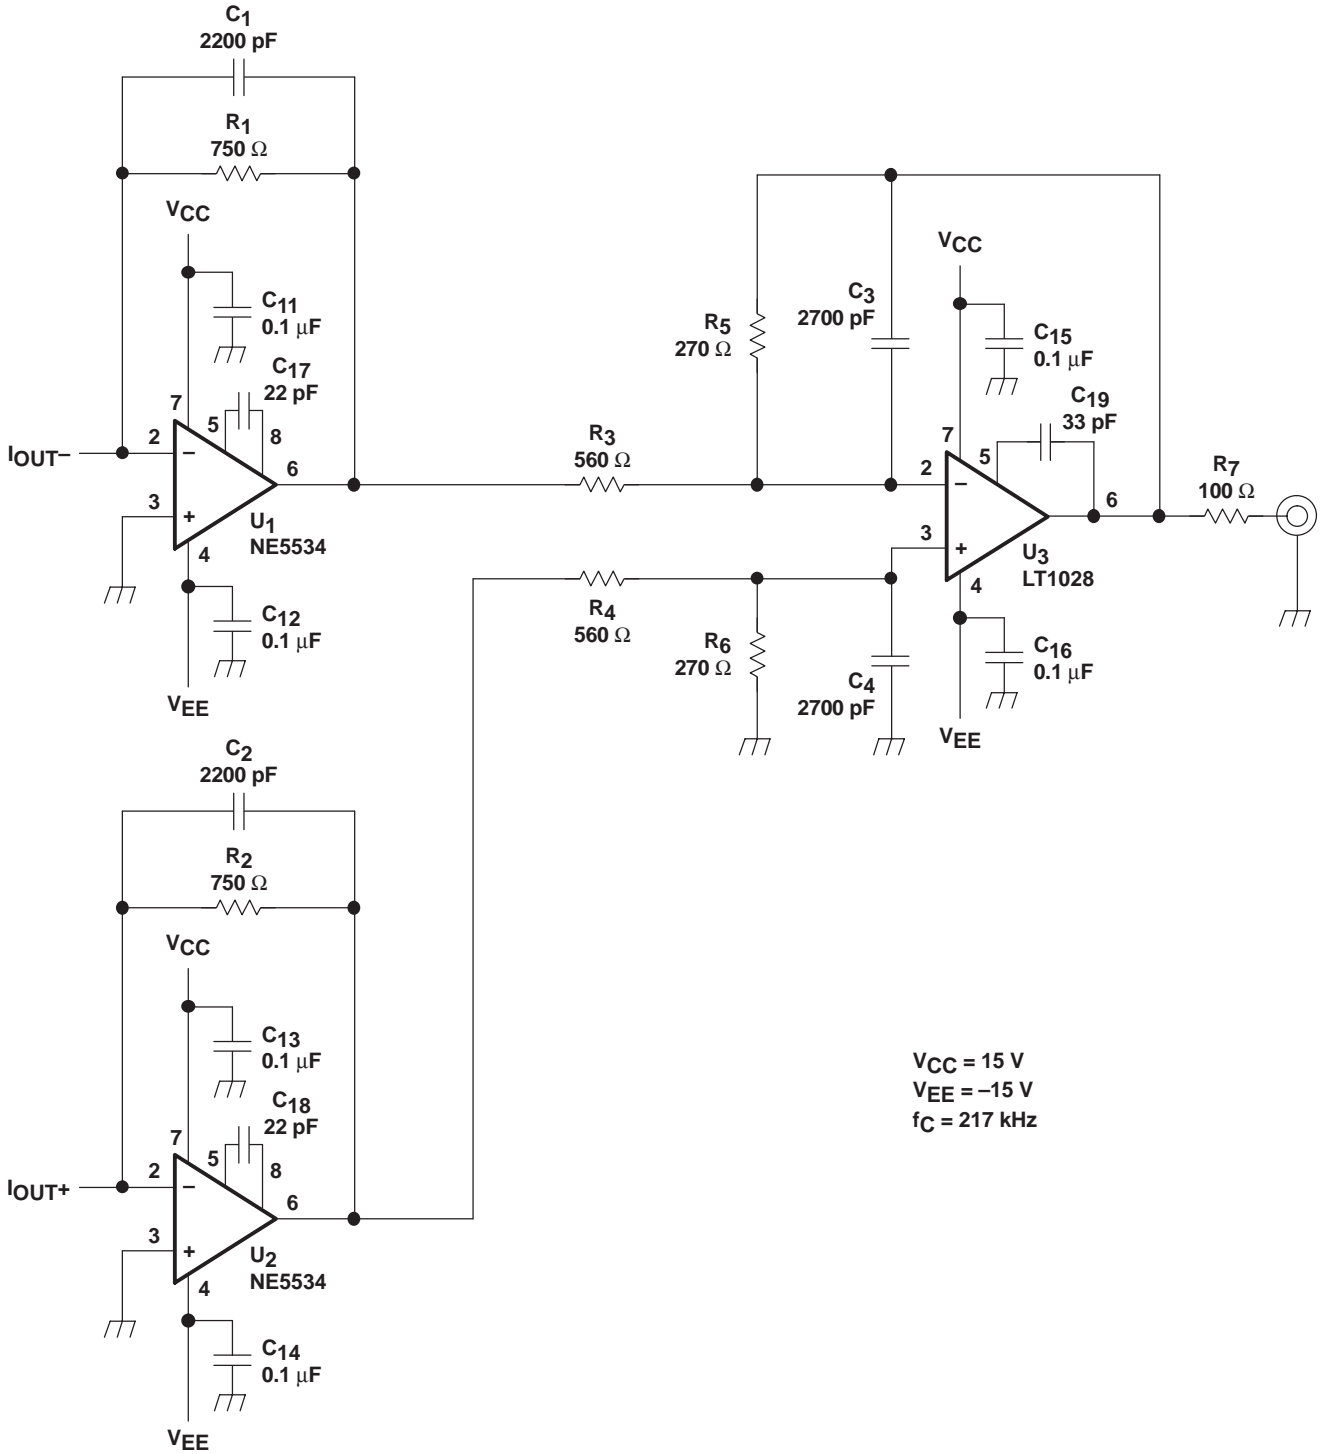 C1
2200 pF
R1
750 Ω
VCC
C11
0.1 μF
C17
22 pF
7
5
8
2
–
IOUT–
6
3
+
U1
NE5534
4
C12
0.1 μF
VEE
R3
560 Ω
R4
560 Ω
R5
270 Ω
C3
2700 pF
VCC
C15
0.1 μF
C19
33 pF
7
5
2
–
6
3
+
U3
LT1028
4
R7
100 Ω
R6
270 Ω
C4
2700 pF
C16
0.1 μF
VEE
C2
2200 pF
R2
750 Ω
VCC
C13
0.1 μF
C18
22 pF
7
5
8
2
–
IOUT+
6
3
+
U2
NE5534
4
C14
0.1 μF
VEE
VCC = 15 V
VEE = –15 V
fC = 217 kHz